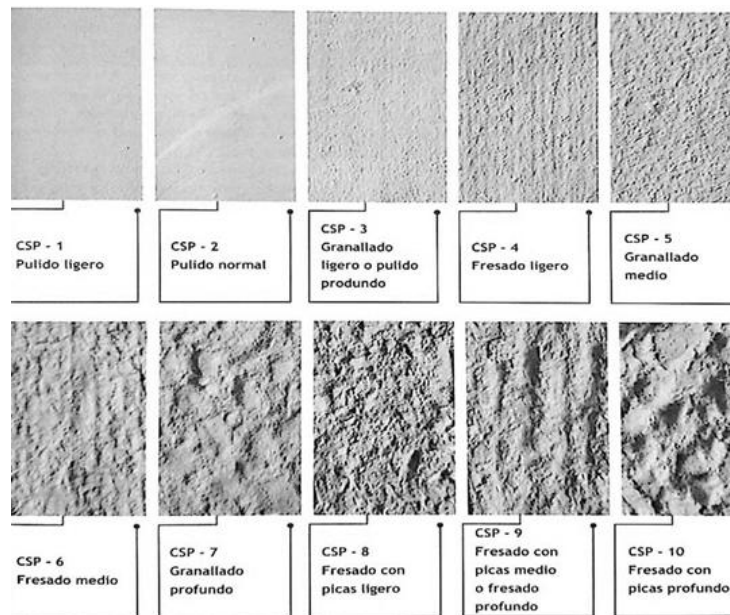 CSP - 1
Pulido ligero
CSP - 2
Pulido normal
CSP - 3
Granallado
ligero o pulido
produndo
CSP - 4
Fresado ligero
CSP - 5
Granallado
medio
CSP - 6
Fresado medio
CSP - 7
Granallado
profundo
CSP - 8
Fresado con
picas ligero
CSP - 9
Fresado con
picas medio
o fresado
profundo
CSP - 10
Fresado con
picas profundo